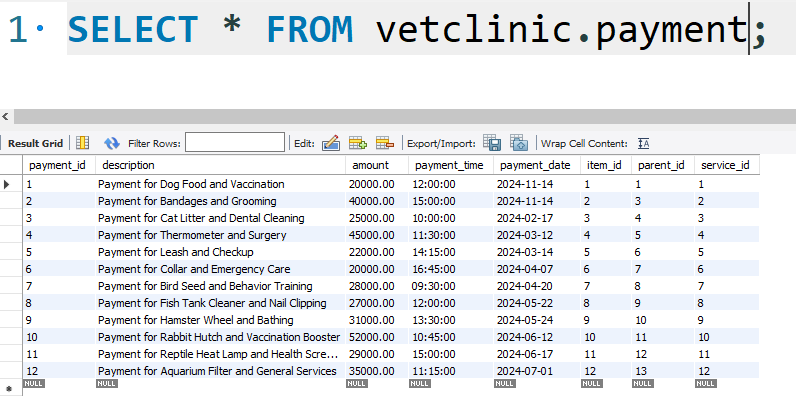 1 SELECT * FROM vetclinic.payment;
Result Grid Filter Rows: Edit: Export/Import: Wrap Cell Content:
payment_id description amount payment_time payment_date item_id parent_id service_id
1 Payment for Dog Food and Vaccination 20000.00 12:00:00 2024-11-14 1 1 1
2 Payment for Bandages and Grooming 40000.00 15:00:00 2024-11-14 2 3 2
3 Payment for Cat Litter and Dental Cleaning 25000.00 10:00:00 2024-02-17 3 4 3
4 Payment for Thermometer and Surgery 45000.00 11:30:00 2024-03-12 4 5 4
5 Payment for Leash and Checkup 22000.00 14:15:00 2024-03-14 5 6 5
6 Payment for Collar and Emergency Care 20000.00 16:45:00 2024-04-07 6 7 6
7 Payment for Bird Seed and Behavior Training 28000.00 09:30:00 2024-04-20 7 8 7
8 Payment for Fish Tank Cleaner and Nail Clipping 27000.00 12:00:00 2024-05-22 8 9 8
9 Payment for Hamster Wheel and Bathing 31000.00 13:30:00 2024-05-24 9 10 9
10 Payment for Rabbit Hutch and Vaccination Booster 52000.00 10:45:00 2024-06-12 10 11 10
11 Payment for Reptile Heat Lamp and Health Scre... 29000.00 15:00:00 2024-06-17 11 12 11
12 Payment for Aquarium Filter and General Services 35000.00 11:15:00 2024-07-01 12 13 12
NULL NULL NULL NULL NULL NULL NULL NULL